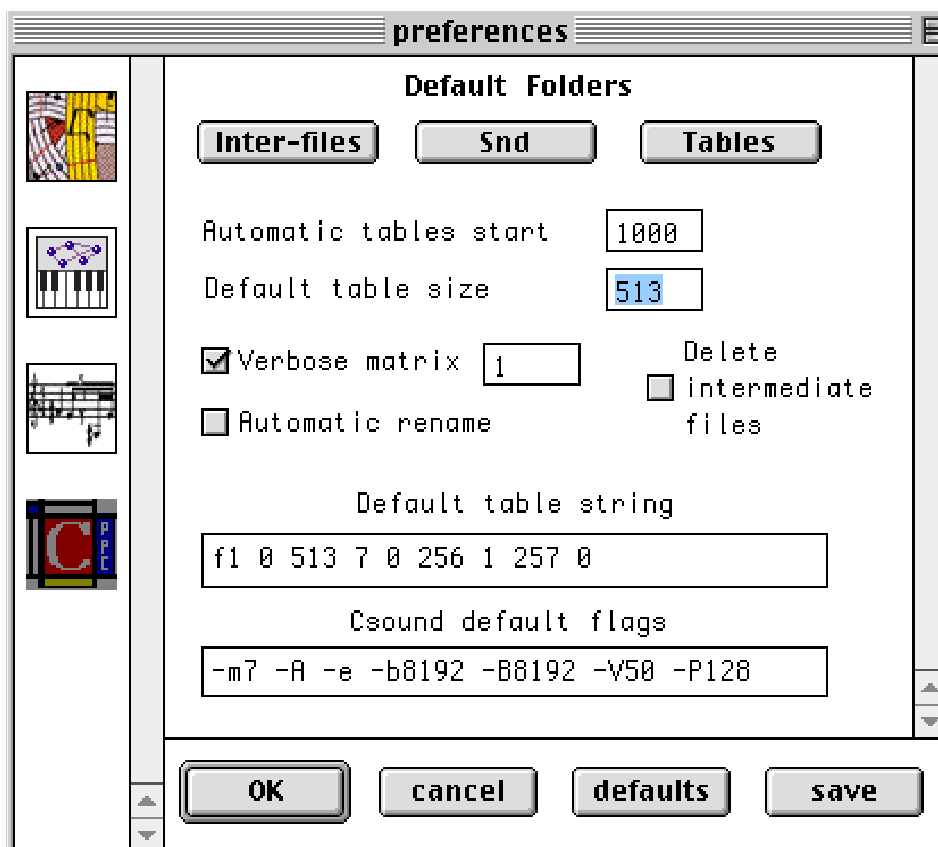 preferences
Default Folders
Inter-files Snd Tables
Automatic tables start 1000
Default table size 513
Verbose matrix 1
Delete
intermediate
files
Automatic rename
Default table string
f1 0 513 7 0 256 1 257 0
Csound default flags
-m7 -A -e -b8192 -B8192 -V50 -P128
C PPC
OK cancel defaults save